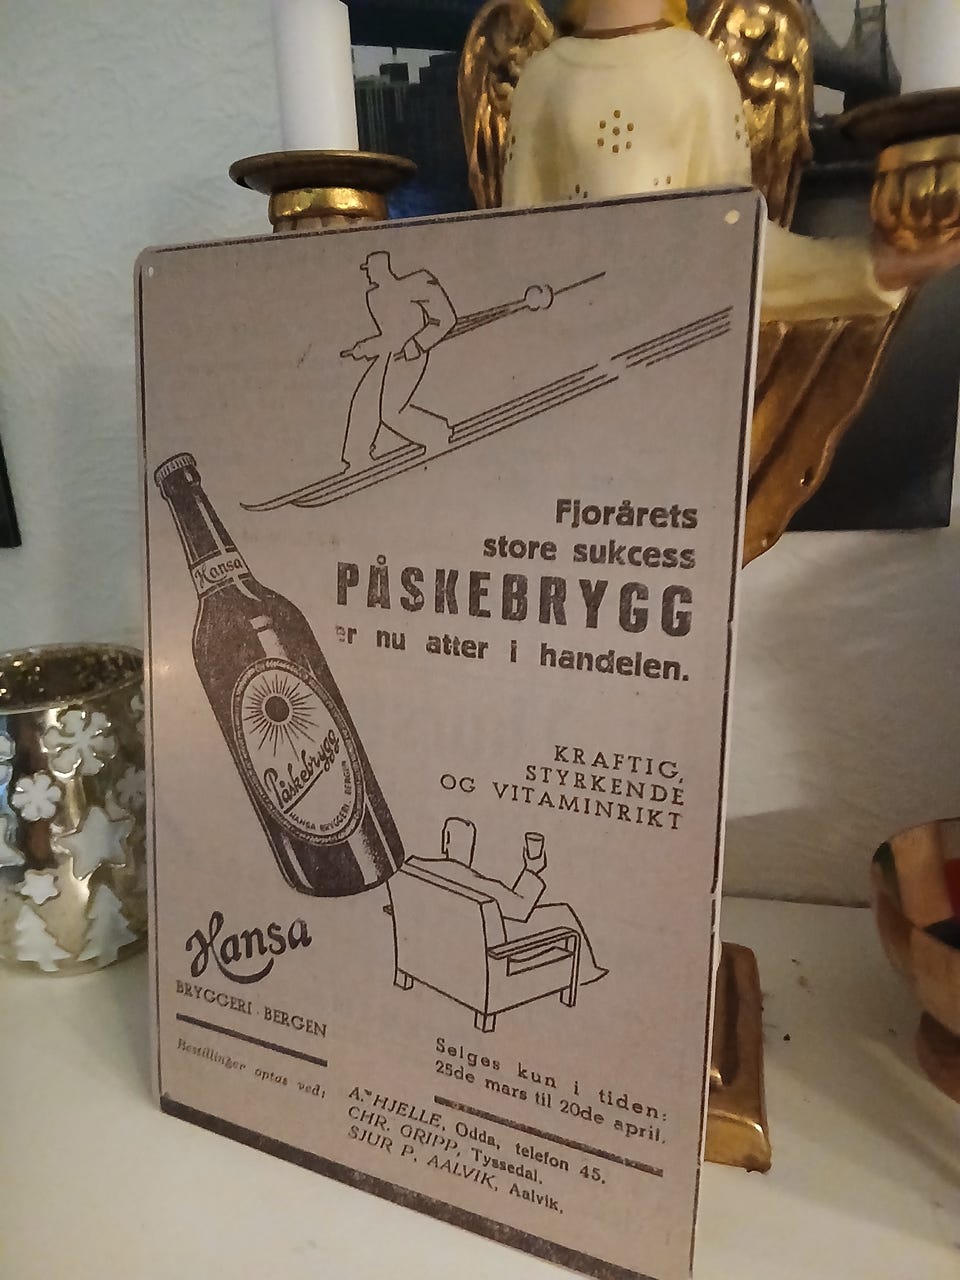 Fjorårets
store sukcess
PÅSKEBRYGG
er nu atter i handelen.
Hansa
Påskebrygg
HANSA BRYGGERI BERGEN
KRAFTIG,
STYRKENDE
OG VITAMINRIKT
Hansa
BRYGGERI · BERGEN
Bestillinger optas ved:
Selges kun i tiden:
25de mars til 20de april.
A. HJELLE, Odda, telefon 45.
CHR. GRIPP, Tyssedal.
SJUR P. AALVIK, Aalvik.